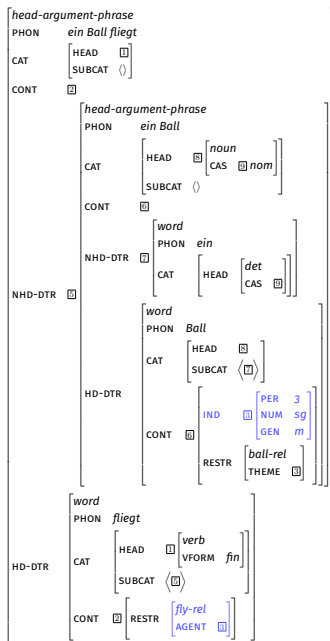 head-argument-phrase
PHON ein Ball fliegt
CAT HEAD 1
SUBCAT ⟨⟩
CONT 2
head-argument-phrase
PHON ein Ball
CAT HEAD 8 noun
CAS 9 nom
SUBCAT ⟨⟩
CONT 6
word
PHON ein
NHD-DTR 7
CAT HEAD det
CAS 9
NHD-DTR 5
word
PHON Ball
CAT HEAD 8
SUBCAT ⟨7⟩
HD-DTR
PER 3
CONT 6 IND 3 NUM sg
GEN m
RESTR ball-rel
THEME 3
word
PHON fliegt
CAT HEAD 1 verb
VFORM fin
SUBCAT ⟨5⟩
HD-DTR
CONT 2 RESTR fly-rel
AGENT 3